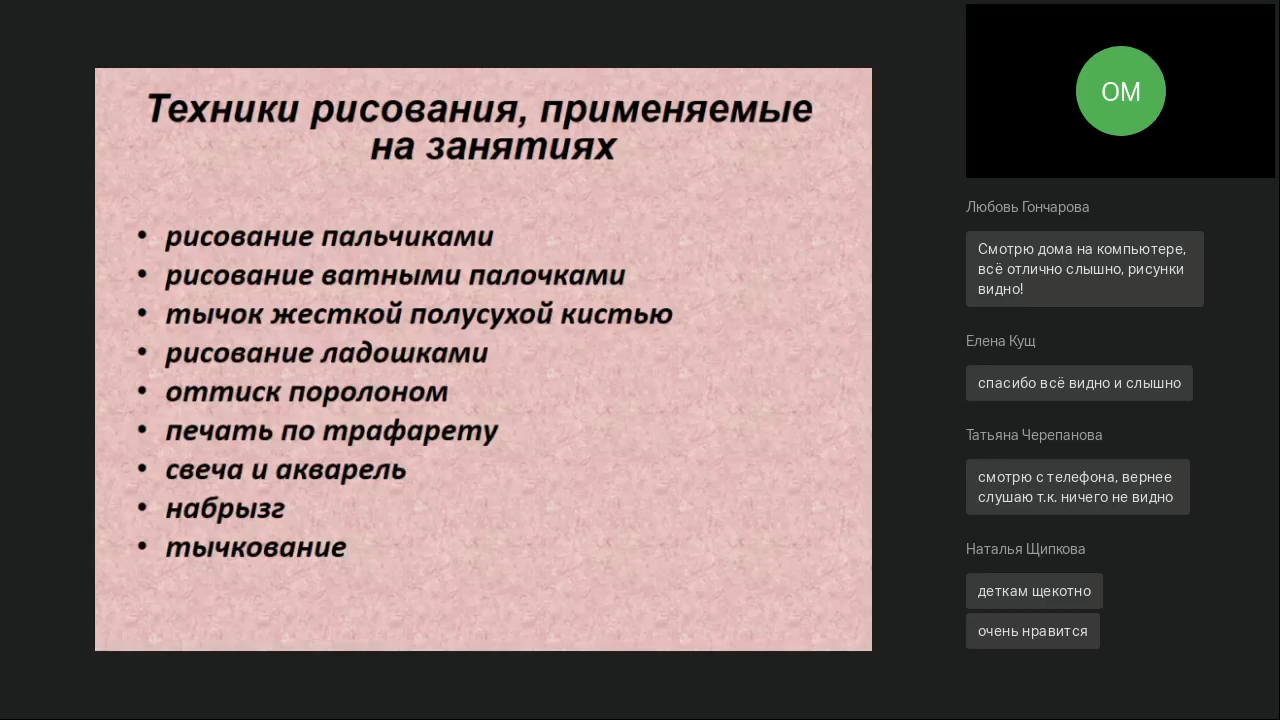 Техники рисования, применяемые
на занятиях
• рисование пальчиками
• рисование ватными палочками
• тычок жесткой полусухой кистью
• рисование ладошками
• оттиск поролоном
• печать по трафарету
• свеча и акварель
• набрызг
• тычкование
ОМ
Любовь Гончарова
Смотрю дома на компьютере,
всё отлично слышно, рисунки
видно!
Елена Кущ
спасибо всё видно и слышно
Татьяна Черепанова
смотрю с телефона, вернее
слушаю т.к. ничего не видно
Наталья Щипкова
деткам щекотно
очень нравится